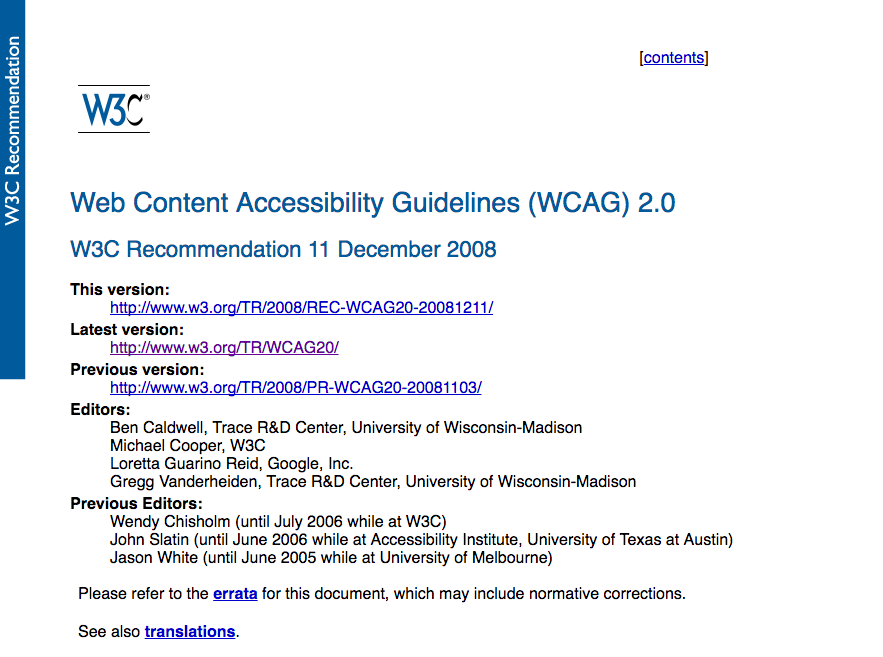 W3C Recommendation
[contents]
W3C®
Web Content Accessibility Guidelines (WCAG) 2.0
W3C Recommendation 11 December 2008
This version:
http://www.w3.org/TR/2008/REC-WCAG20-20081211/
Latest version:
http://www.w3.org/TR/WCAG20/
Previous version:
http://www.w3.org/TR/2008/PR-WCAG20-20081103/
Editors:
Ben Caldwell, Trace R&D Center, University of Wisconsin-Madison
Michael Cooper, W3C
Loretta Guarino Reid, Google, Inc.
Gregg Vanderheiden, Trace R&D Center, University of Wisconsin-Madison
Previous Editors:
Wendy Chisholm (until July 2006 while at W3C)
John Slatin (until June 2006 while at Accessibility Institute, University of Texas at Austin)
Jason White (until June 2005 while at University of Melbourne)
Please refer to the errata for this document, which may include normative corrections.
See also translations.